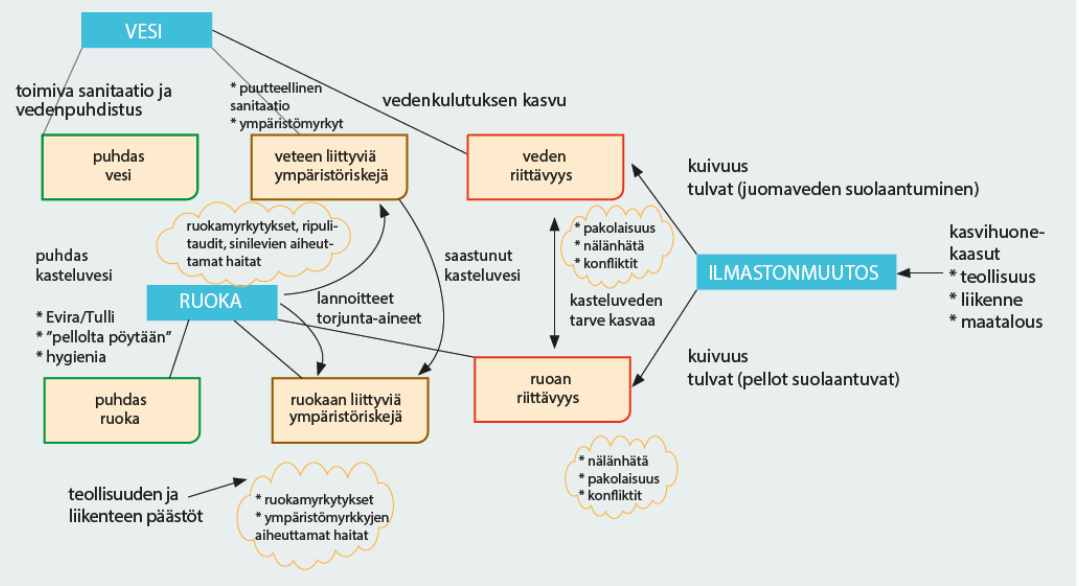 VESI
toimiva sanitaatio ja
vedenpuhdistus
* puutteellinen
sanitaatio
* ympäristömyrkyt
vedenkulutuksen kasvu
puhdas
vesi
veteen liittyviä
ympäristöriskejä
veden
riittävyys
kuivuus
tulvat (juomaveden suolaantuminen)
ruokamyrkytykset, ripuli-
taudit, sinilevien aiheut-
tamat haitat
* pakolaisuus
* nälänhätä
* konfliktit
kasvihuone-
kaasut
* teollisuus
* liikenne
* maatalous
puhdas
kasteluvesi
saastunut
kasteluvesi
ILMASTONMUUTOS
RUOKA
lannoitteet
torjunta-aineet
kasteluveden
tarve kasvaa
* Evira/Tulli
* "pellolta pöytään"
* hygienia
kuivuus
tulvat (pellot suolaantuvat)
puhdas
ruoka
ruokaan liittyviä
ympäristöriskejä
ruoan
riittävyys
* nälänhätä
* pakolaisuus
* konfliktit
teollisuuden ja
liikenteen päästöt
* ruokamyrkytykset
* ympäristömyrkkyjen
aiheuttamat haitat